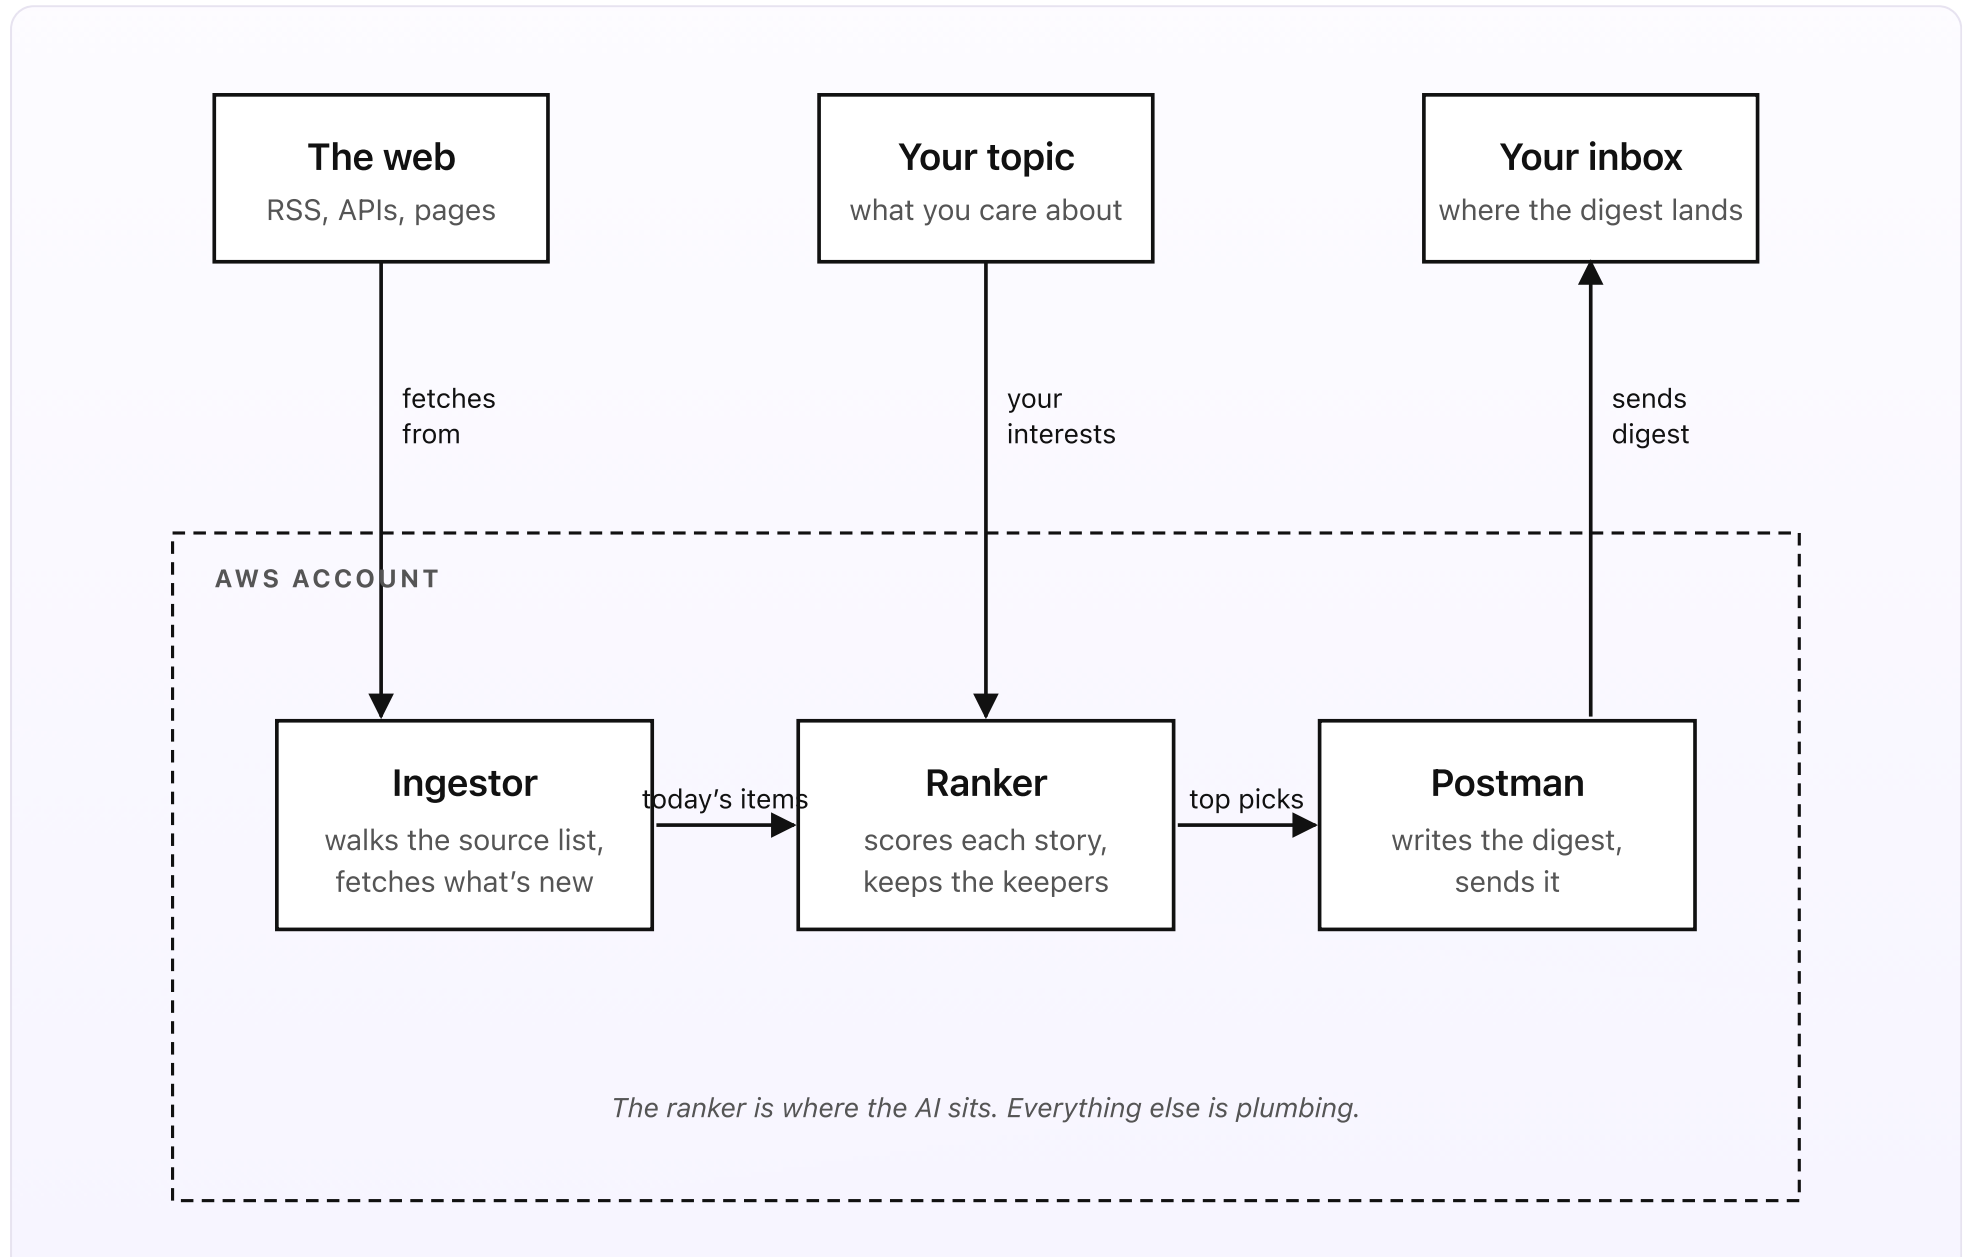 The web
RSS, APIs, pages
Your topic
what you care about
Your inbox
where the digest lands
fetches
from
your
interests
sends
digest
AWS ACCOUNT
Ingestor
walks the source list,
fetches what’s new
today’s items
Ranker
scores each story,
keeps the keepers
top picks
Postman
writes the digest,
sends it
The ranker is where the AI sits. Everything else is plumbing.